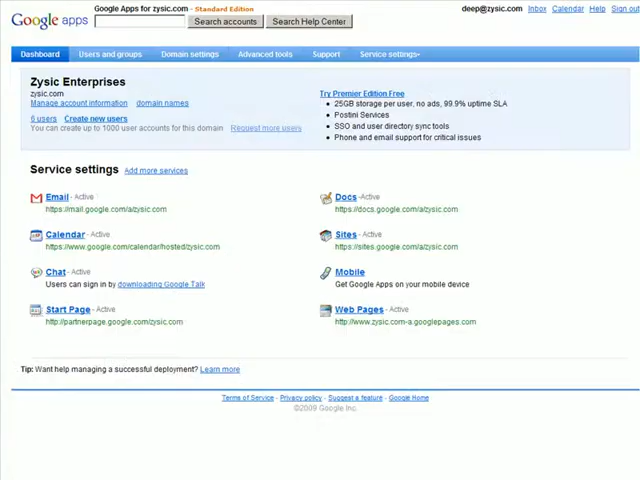 Google apps
Google Apps for zysic.com - Standard Edition
Search accounts Search Help Center
deep@zysic.com Inbox Calendar Help Sign out
Dashboard Users and groups Domain settings Advanced tools Support Service settings
Zysic Enterprises
zysic.com
Manage account information domain names
6 users Create new users
You can create up to 1000 user accounts for this domain Request more users
Try Premier Edition Free
25GB storage per user, no ads, 99.9% uptime SLA
Postini Services
SSO and user directory sync tools
Phone and email support for critical issues
Service settings Add more services
Email - Active
https://mail.google.com/a/zysic.com
Docs - Active
https://docs.google.com/a/zysic.com
Calendar - Active
https://www.google.com/calendar/hosted/zysic.com
Sites - Active
https://sites.google.com/a/zysic.com
Chat - Active
Users can sign in by downloading Google Talk
Mobile
Get Google Apps on your mobile device
Start Page - Active
http://partnerpage.google.com/zysic.com
Web Pages - Active
http://www.zysic.com-a.googlepages.com
Tip: Want help managing a successful deployment? Learn more
Terms of Service - Privacy policy - Suggest a feature - Google Home
©2009 Google Inc.